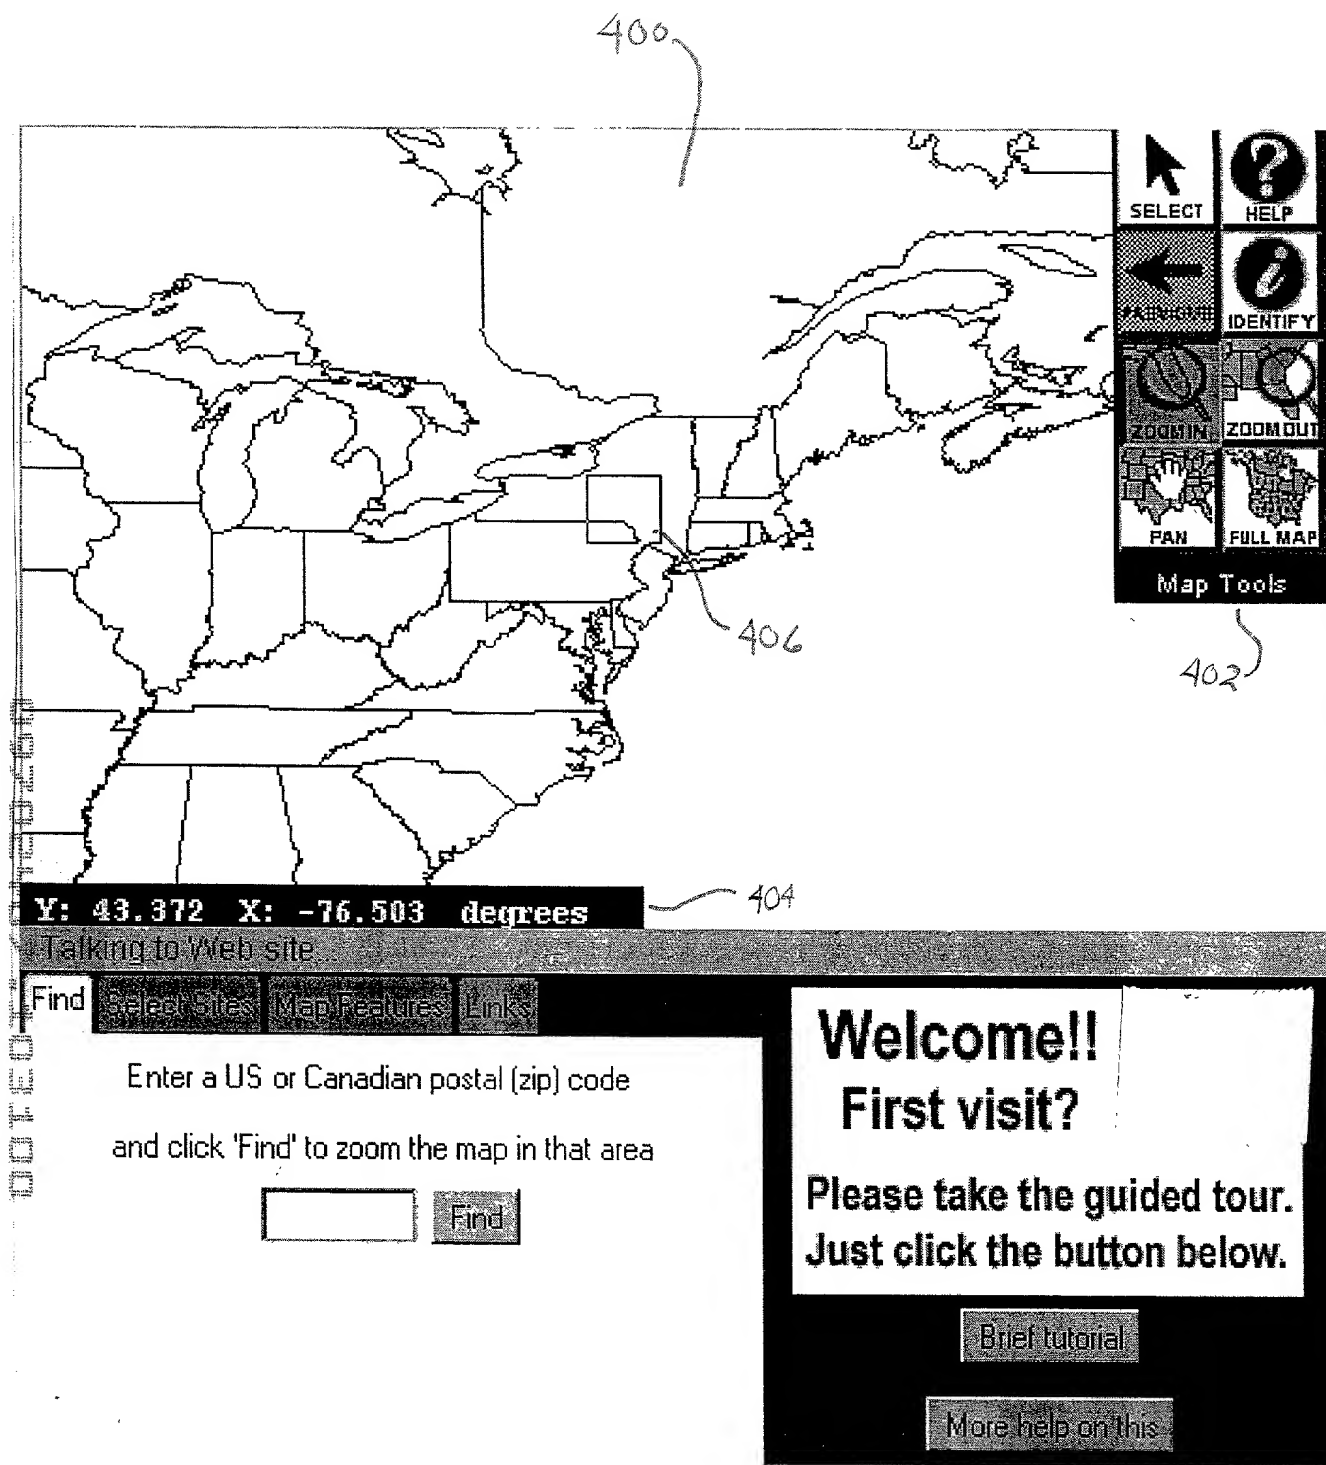 400
SELECT
HELP
PREVIOUS
IDENTIFY
ZOOM IN
ZOOM OUT
PAN
FULL MAP
Map Tools
406
402
404
Y: 43.372 X: -76.503 degrees
Talking to Web site...
Find Select Sites Map Features Links
Enter a US or Canadian postal (zip) code
and click 'Find' to zoom the map in that area
Find
Welcome!!
First visit?
Please take the guided tour.
Just click the button below.
Brief tutorial
More help on this